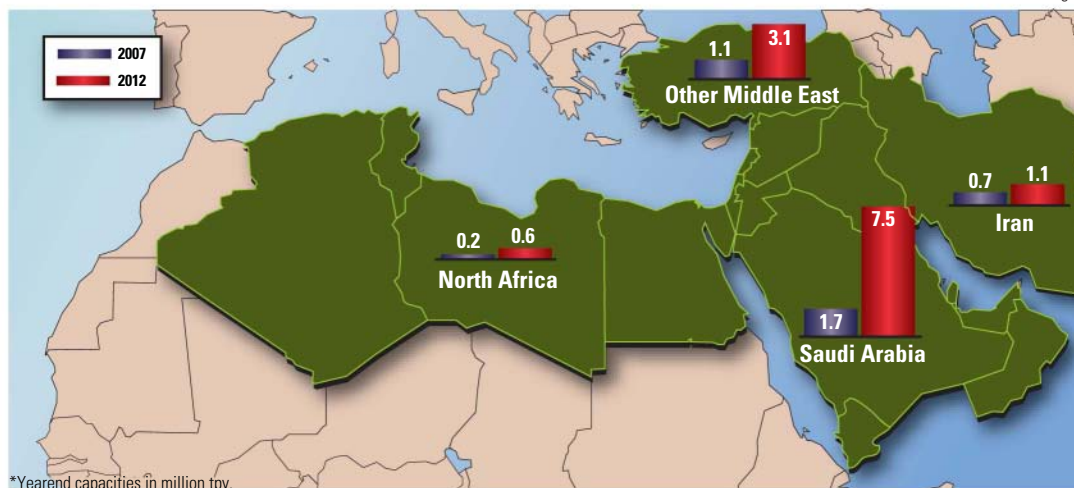 2007
2012
1.1
3.1
Other Middle East
0.7
1.1
Iran
0.2
0.6
North Africa
7.5
1.7
Saudi Arabia
*Yearend capacities in million tpy.